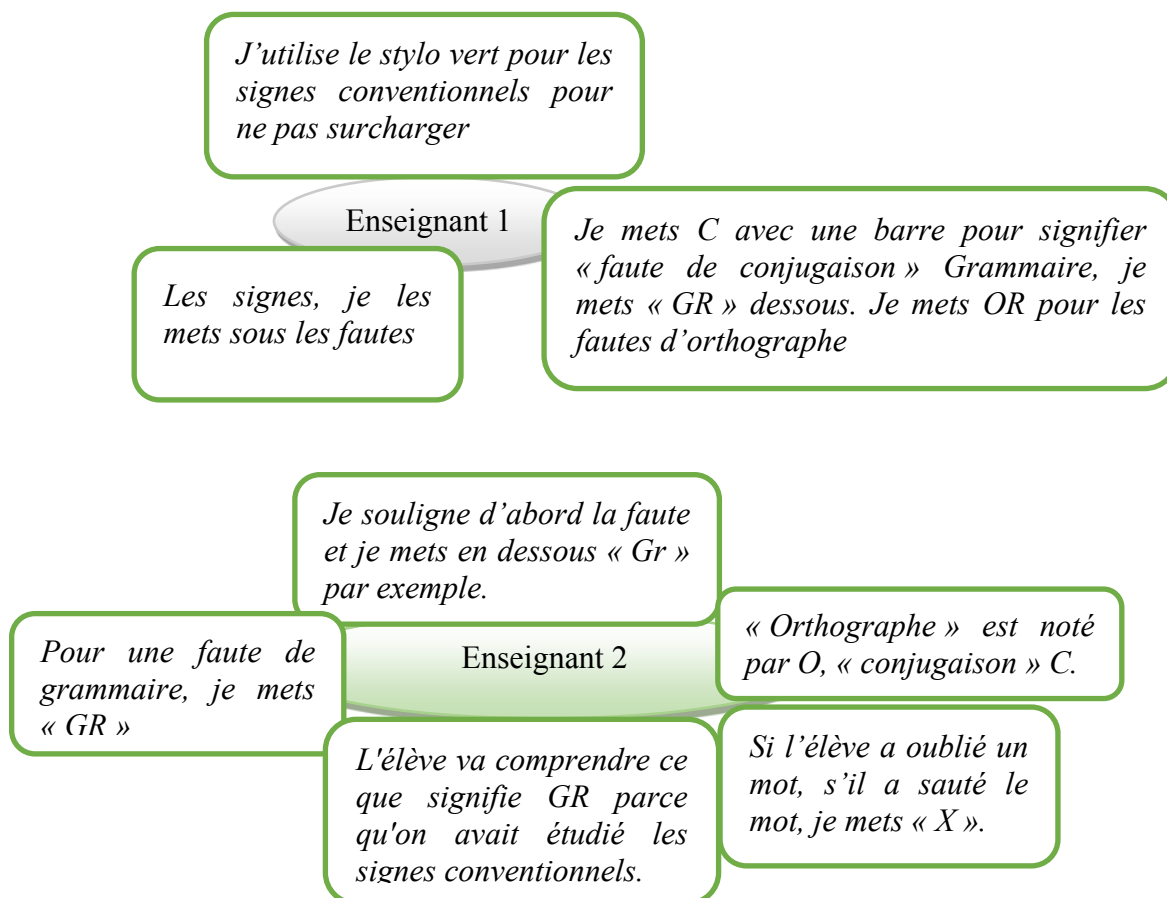 J’utilise le stylo vert pour les
signes conventionnels pour
ne pas surcharger
Enseignant 1
Je mets C avec une barre pour signifier
« faute de conjugaison » Grammaire, je
mets « GR » dessous. Je mets OR pour les
fautes d’orthographe
Les signes, je les
mets sous les fautes
Je souligne d’abord la faute
et je mets en dessous « Gr »
par exemple.
« Orthographe » est noté
par O, « conjugaison » C.
Enseignant 2
Pour une faute de
grammaire, je mets
« GR »
L'élève va comprendre ce
que signifie GR parce
qu'on avait étudié les
signes conventionnels.
Si l’élève a oublié un
mot, s’il a sauté le
mot, je mets « X ».